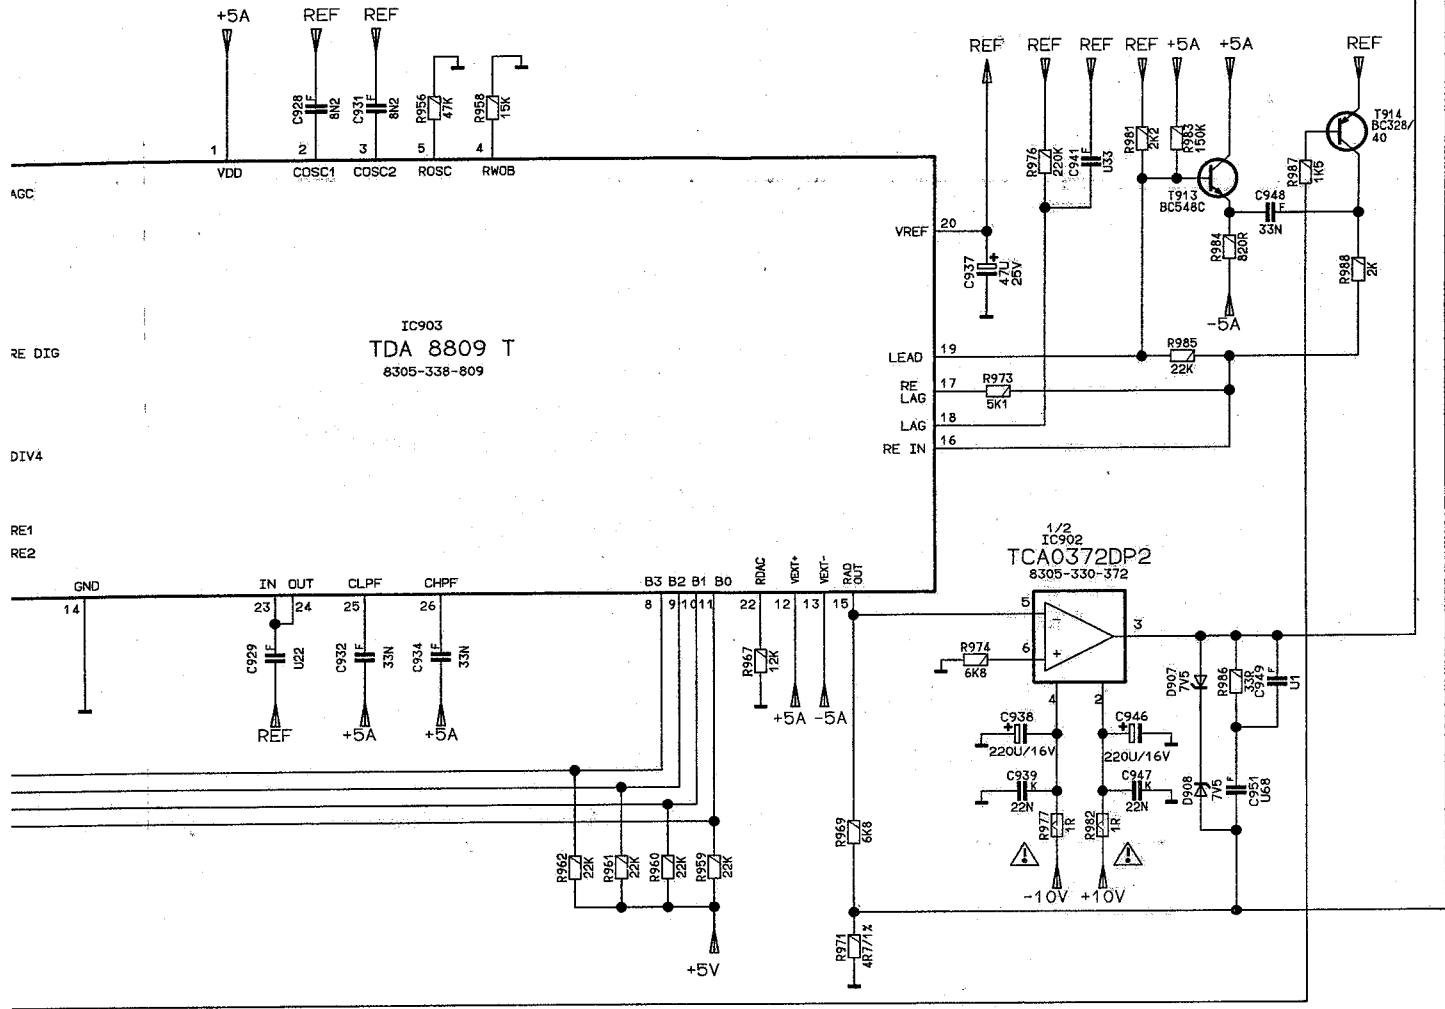 +5A REF REF
REF REF REF REF +5A +5A REF
C928 F 8N2
C931 F 8N2
R956 47K
R958 15K
R976 220K
C941 F U33
R981 2K2
R983 150K
T914
BC328/
40
R987 1K5
1 2 3 5 4
VDD COSC1 COSC2 ROSC RWOB
AGC
T913
BC548C
C948
F
33N
R984 820R
R988 2K
-5A
VREF 20
C937 + 47U 25V
IC903
TDA 8809 T
8305-338-809
RE DIG
LEAD 19
R985
22K
RE
LAG 17
R973
5K1
LAG 18
RE IN 16
DIV4
RE1
RE2
1/2
IC902
TCA0372DP2
8305-330-372
GND IN OUT CLPF CHPF B3 B2 B1 B0 RDAC VEXT+ VEXT- RAD OUT
14 23 24 25 26 8 9 10 11 22 12 13 15
5 - 3
6 +
4 2
R974
6K8
C929 F U22
C932 F 33N
C934 F 33N
R967 12K
D907 7V5
R986 33R
C949 F U1
REF +5A +5A
+5A -5A
C938
+
220U/16V
C946
+
220U/16V
C939
K
22N
C947
K
22N
D908 7V5
C951 F U68
R977 1R
R982 1R
R969 6K8
R962 22K
R961 22K
R960 22K
R959 22K
-10V +10V
R971 4R7/1%
+5V